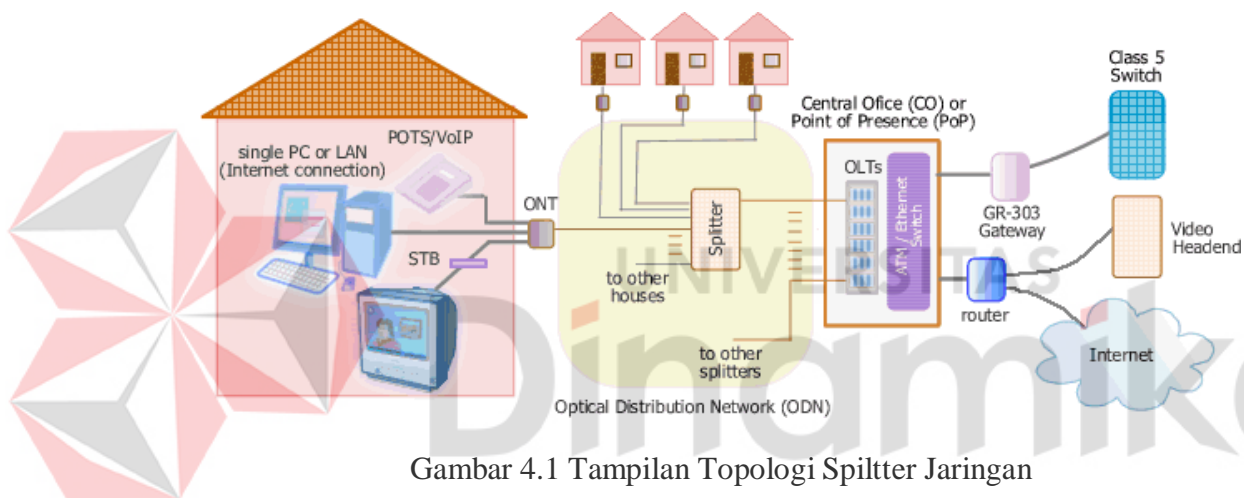 Class 5
Switch
Central Ofice (CO) or
Point of Presence (PoP)
POTS/VoIP
single PC or LAN
(Internet connection)
OLTs
ONT
ATM / Ethernet
Switch
GR-303
Gateway
Splitter
Video
Headend
STB
UNIVERSITAS
to other
houses
router
Dinamika
Internet
to other
splitters
Optical Distribution Network (ODN)
Gambar 4.1 Tampilan Topologi Spiltter Jaringan